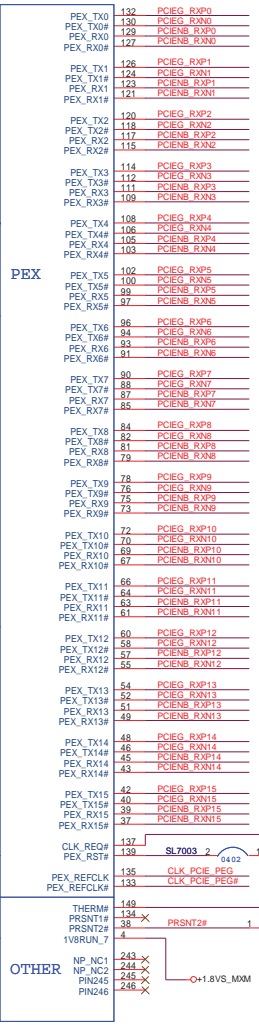 PEX_TX0 132 PCIEG_RXP0
PEX_TX0# 130 PCIEG_RXN0
PEX_RX0 129 PCIENB_RXP0
PEX_RX0# 127 PCIENB_RXN0
PEX_TX1 126 PCIEG_RXP1
PEX_TX1# 124 PCIEG_RXN1
PEX_RX1 123 PCIENB_RXP1
PEX_RX1# 121 PCIENB_RXN1
PEX_TX2 120 PCIEG_RXP2
PEX_TX2# 118 PCIEG_RXN2
PEX_RX2 117 PCIENB_RXP2
PEX_RX2# 115 PCIENB_RXN2
PEX_TX3 114 PCIEG_RXP3
PEX_TX3# 112 PCIEG_RXN3
PEX_RX3 111 PCIENB_RXP3
PEX_RX3# 109 PCIENB_RXN3
PEX_TX4 108 PCIEG_RXP4
PEX_TX4# 106 PCIEG_RXN4
PEX_RX4 105 PCIENB_RXP4
PEX_RX4# 103 PCIENB_RXN4
PEX
PEX_TX5 102 PCIEG_RXP5
PEX_TX5# 100 PCIEG_RXN5
PEX_RX5 99 PCIENB_RXP5
PEX_RX5# 97 PCIENB_RXN5
PEX_TX6 96 PCIEG_RXP6
PEX_TX6# 94 PCIEG_RXN6
PEX_RX6 93 PCIENB_RXP6
PEX_RX6# 91 PCIENB_RXN6
PEX_TX7 90 PCIEG_RXP7
PEX_TX7# 88 PCIEG_RXN7
PEX_RX7 87 PCIENB_RXP7
PEX_RX7# 85 PCIENB_RXN7
PEX_TX8 84 PCIEG_RXP8
PEX_TX8# 82 PCIEG_RXN8
PEX_RX8 81 PCIENB_RXP8
PEX_RX8# 79 PCIENB_RXN8
PEX_TX9 78 PCIEG_RXP9
PEX_TX9# 76 PCIEG_RXN9
PEX_RX9 75 PCIENB_RXP9
PEX_RX9# 73 PCIENB_RXN9
PEX_TX10 72 PCIEG_RXP10
PEX_TX10# 70 PCIEG_RXN10
PEX_RX10 69 PCIENB_RXP10
PEX_RX10# 67 PCIENB_RXN10
PEX_TX11 66 PCIEG_RXP11
PEX_TX11# 64 PCIEG_RXN11
PEX_RX11 63 PCIENB_RXP11
PEX_RX11# 61 PCIENB_RXN11
PEX_TX12 60 PCIEG_RXP12
PEX_TX12# 58 PCIEG_RXN12
PEX_RX12 57 PCIENB_RXP12
PEX_RX12# 55 PCIENB_RXN12
PEX_TX13 54 PCIEG_RXP13
PEX_TX13# 52 PCIEG_RXN13
PEX_RX13 51 PCIENB_RXP13
PEX_RX13# 49 PCIENB_RXN13
PEX_TX14 48 PCIEG_RXP14
PEX_TX14# 46 PCIEG_RXN14
PEX_RX14 45 PCIENB_RXP14
PEX_RX14# 43 PCIENB_RXN14
PEX_TX15 42 PCIEG_RXP15
PEX_TX15# 40 PCIEG_RXN15
PEX_RX15 39 PCIENB_RXP15
PEX_RX15# 37 PCIENB_RXN15
CLK_REQ# 137
PEX_RST# 139 SL7003 2 1
0402
PEX_REFCLK 135 CLK_PCIE_PEG
PEX_REFCLK# 133 CLK_PCIE_PEG#
THERM# 149
PRSNT1# 134
PRSNT2# 38 PRSNT2# 1
1V8RUN_7 4
OTHER
NP_NC1 243
NP_NC2 244
PIN245 245
PIN246 246
+1.8VS_MXM